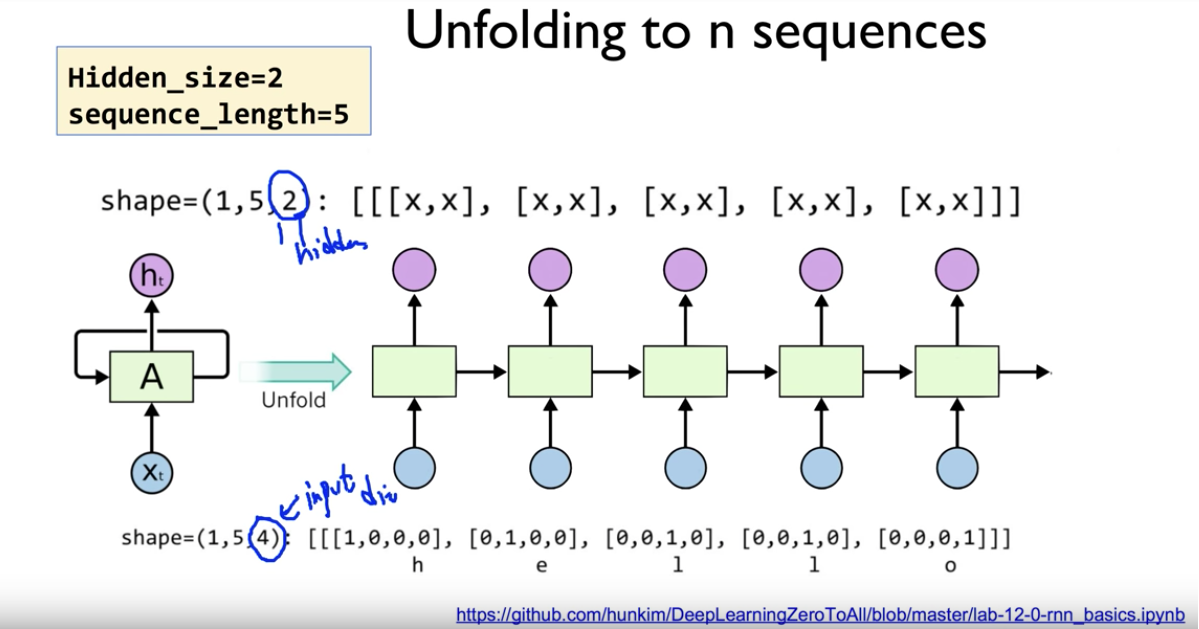 Unfolding to n sequences
Hidden_size=2
sequence_length=5
shape=(1,5,2): [[[x,x], [x,x], [x,x], [x,x], [x,x]]]
hidden
hₜ
A
Unfold
Xₜ
input dim
shape=(1,5,4): [[[1,0,0,0], [0,1,0,0], [0,0,1,0], [0,0,1,0], [0,0,0,1]]]
h e l l o
https://github.com/hunkim/DeepLearningZeroToAll/blob/master/lab-12-0-rnn_basics.ipynb